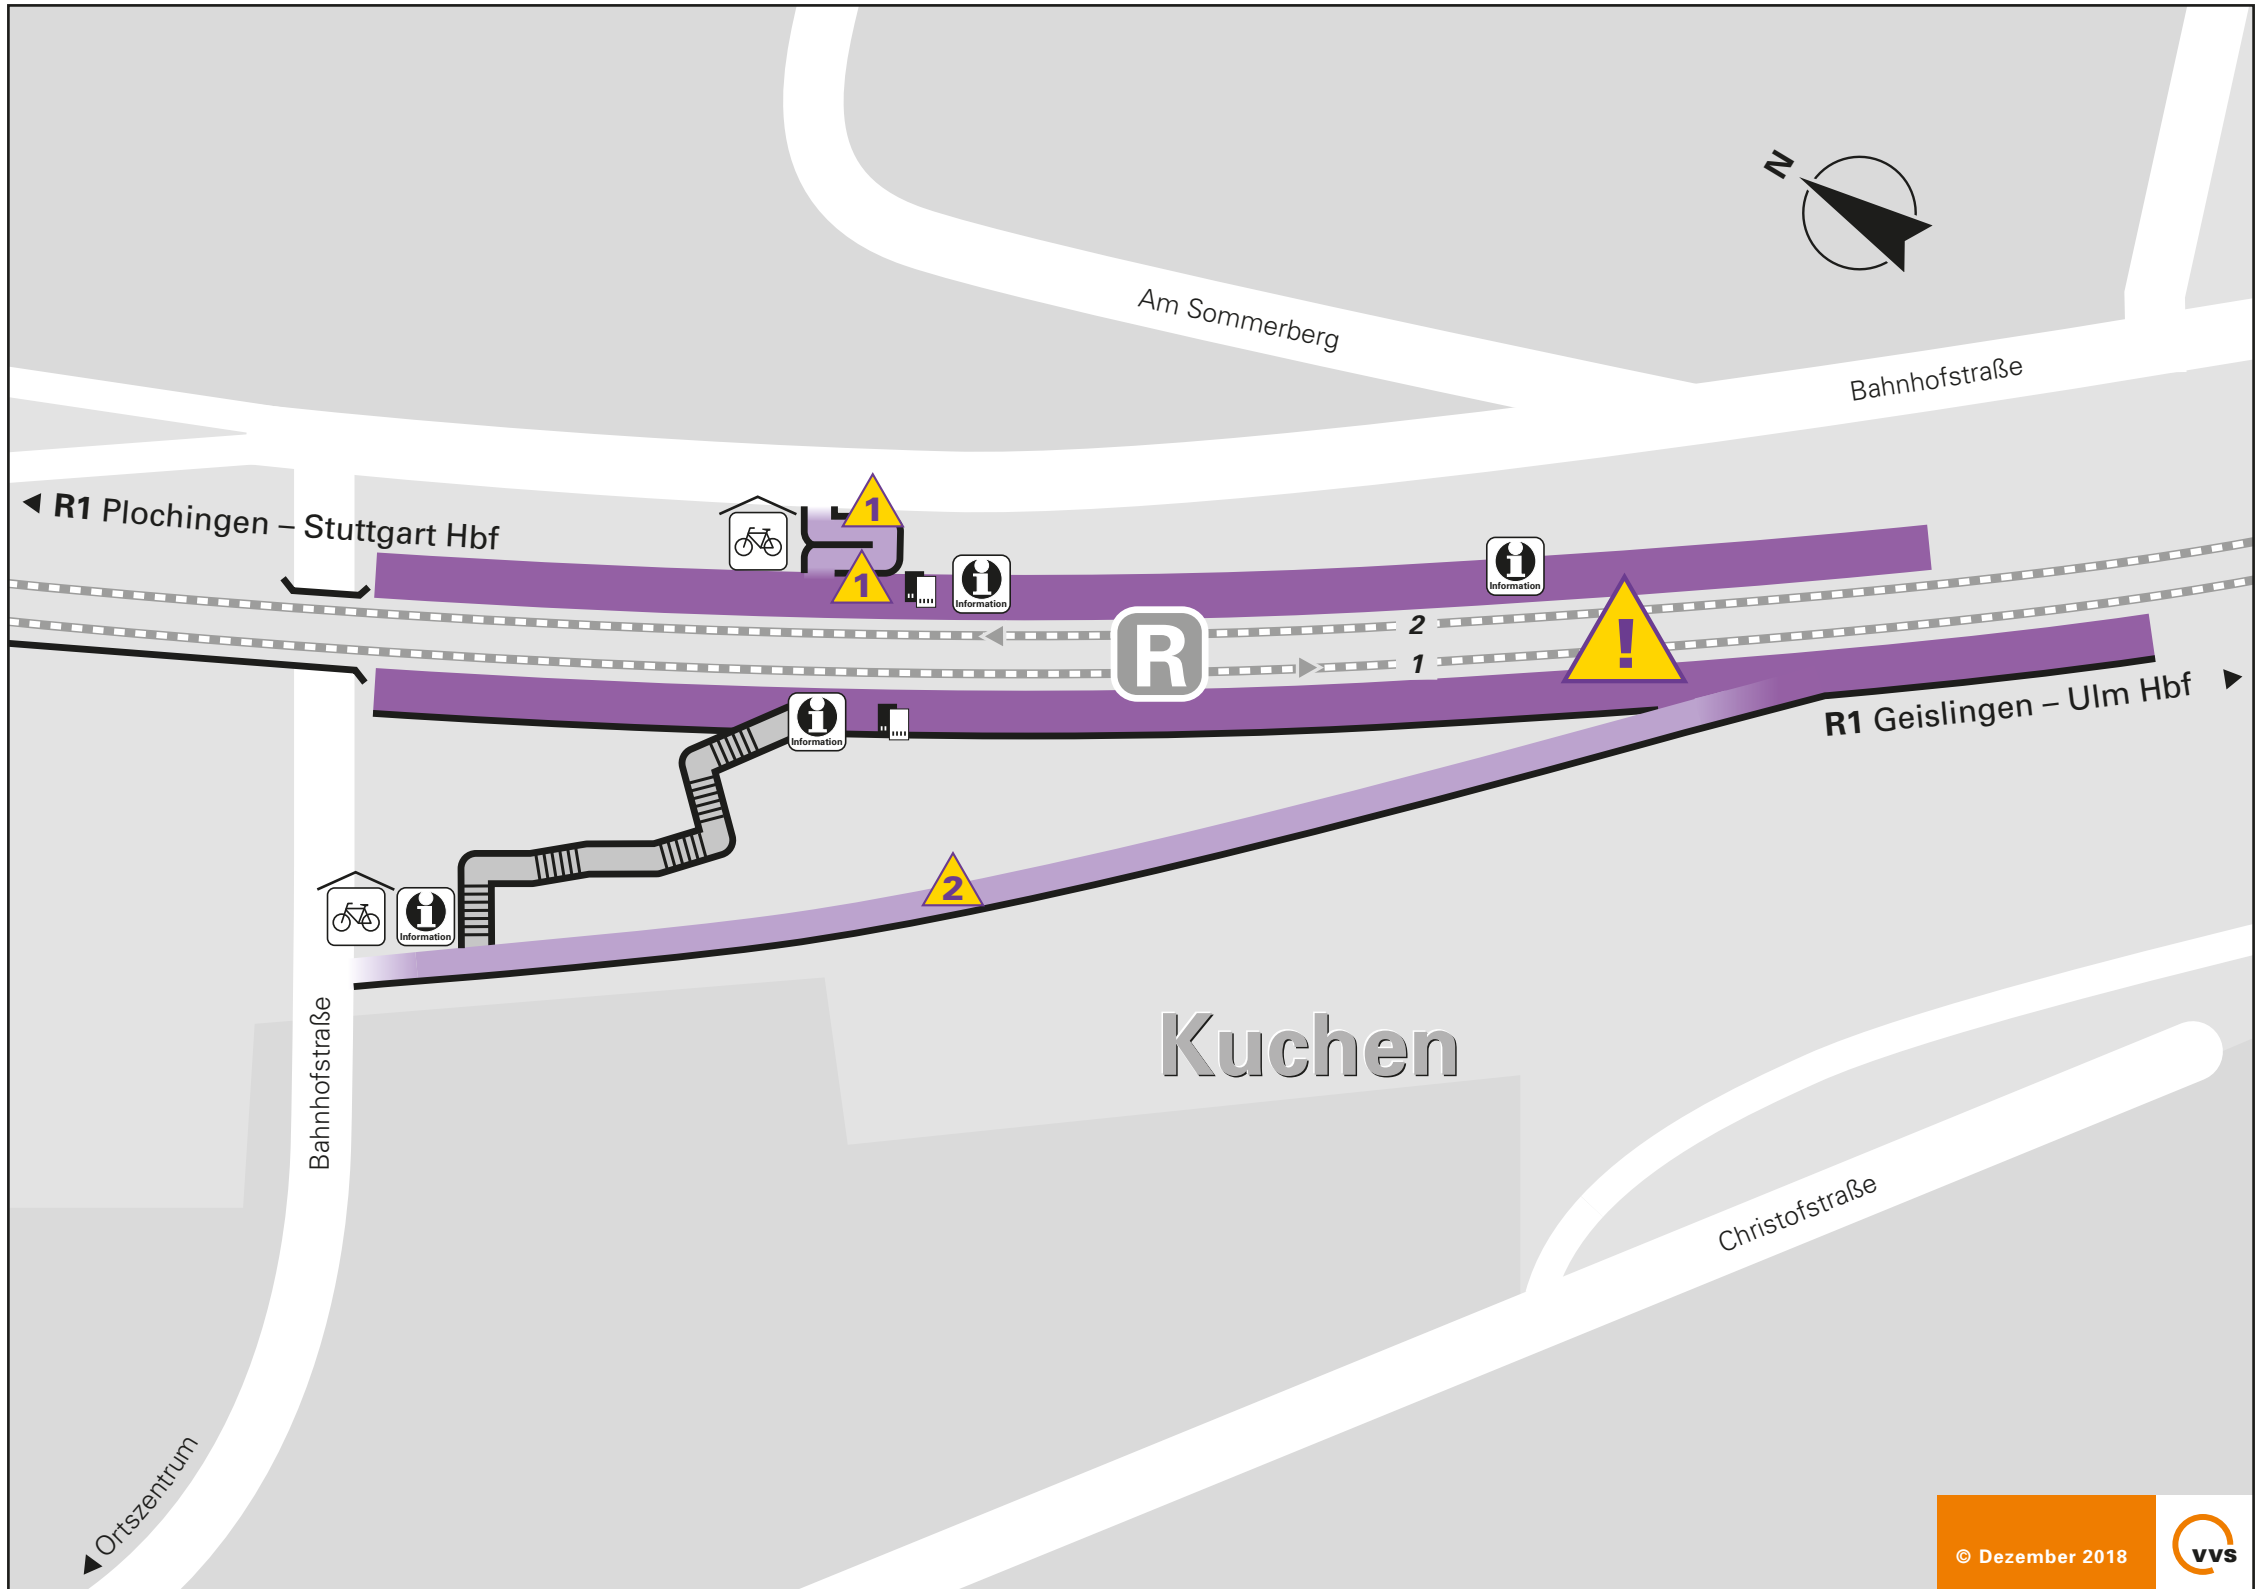 N
Am Sommerberg
Bahnhofstraße
R1 Plochingen – Stuttgart Hbf
1
1
Information
Information
2
R
!
1
Information
R1 Geislingen – Ulm Hbf
2
Information
Bahnhofstraße
Kuchen
Christofstraße
Ortszentrum
© Dezember 2018
vvs